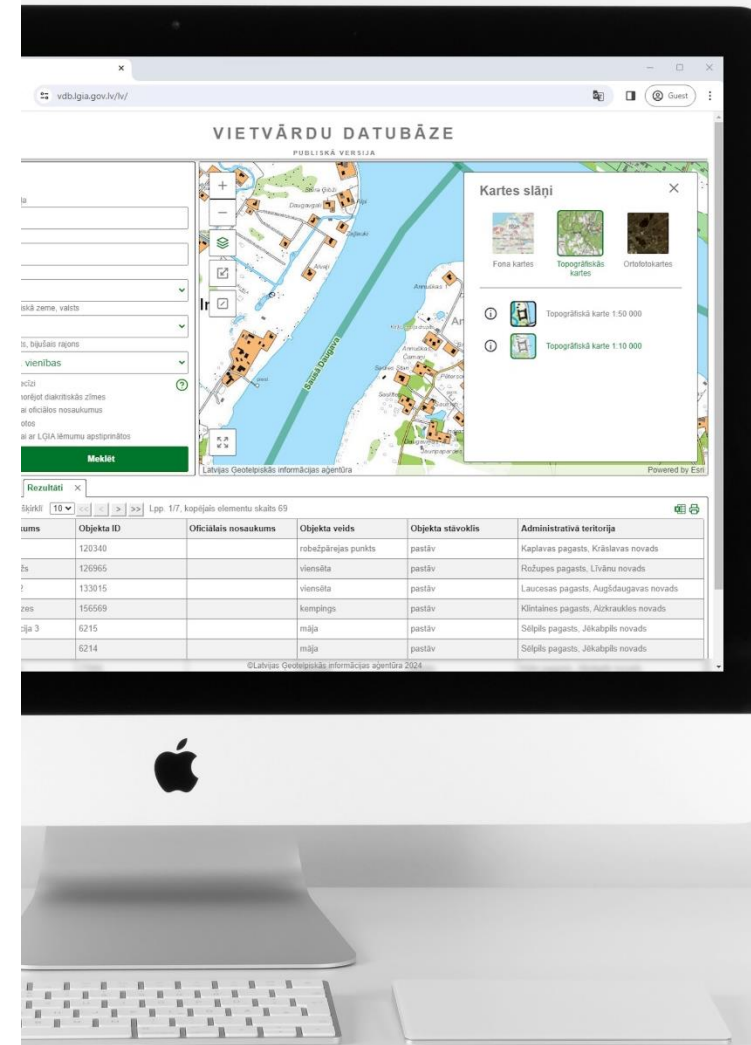 vdb.lgia.gov.lv/lv/
Guest
VIETVĀRDU DATUBĀZE
PUBLISKĀ VERSIJA
iskā zeme, valsts
ts, bijušais rajons
vienības
ecīzi
norējot diakritiskās zīmes
ai oficiālos nosaukumus
otos
ai ar LĢIA lēmumu apstiprinātos
Meklēt
Daugavgali
Sausā Daugava
Latvijas Ģeotelpiskās informācijas aģentūra
Powered by Esri
Kartes slāņi
Fona kartes
Topogrāfiskās
kartes
Ortofotokartes
Topogrāfiskā karte 1:50 000
Topogrāfiskā karte 1:10 000
Rezultāti
šķirklī 10 << < > >> Lpp. 1/7, kopējais elementu skaits 69
kums Objekta ID Oficiālais nosaukums Objekta veids Objekta stāvoklis Administratīvā teritorija
120340 robežpārejas punkts pastāv Kaplavas pagasts, Krāslavas novads
žs 126965 viensēta pastāv Rožupes pagasts, Līvānu novads
2 133015 viensēta pastāv Laucesas pagasts, Augšdaugavas novads
zes 156569 kempings pastāv Klintaines pagasts, Aizkraukles novads
cija 3 6215 māja pastāv Sēlpils pagasts, Jēkabpils novads
6214 māja pastāv Sēlpils pagasts, Jēkabpils novads
©Latvijas Ģeotelpiskās informācijas aģentūra 2024